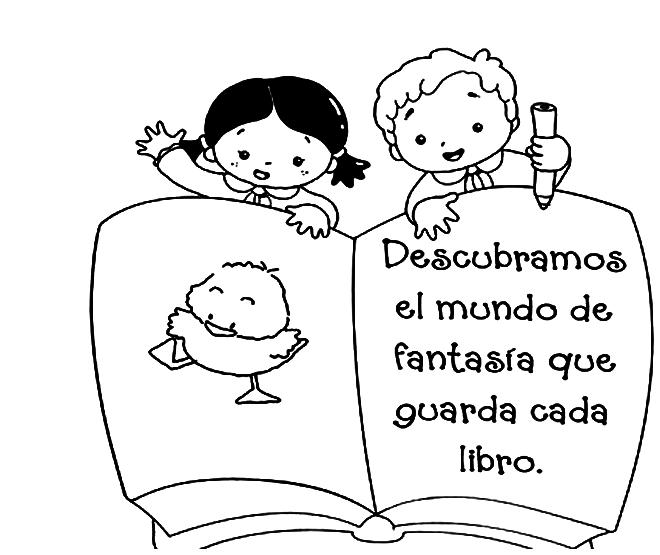 Descubramos
el mundo de
fantasía que
guarda cada
libro.